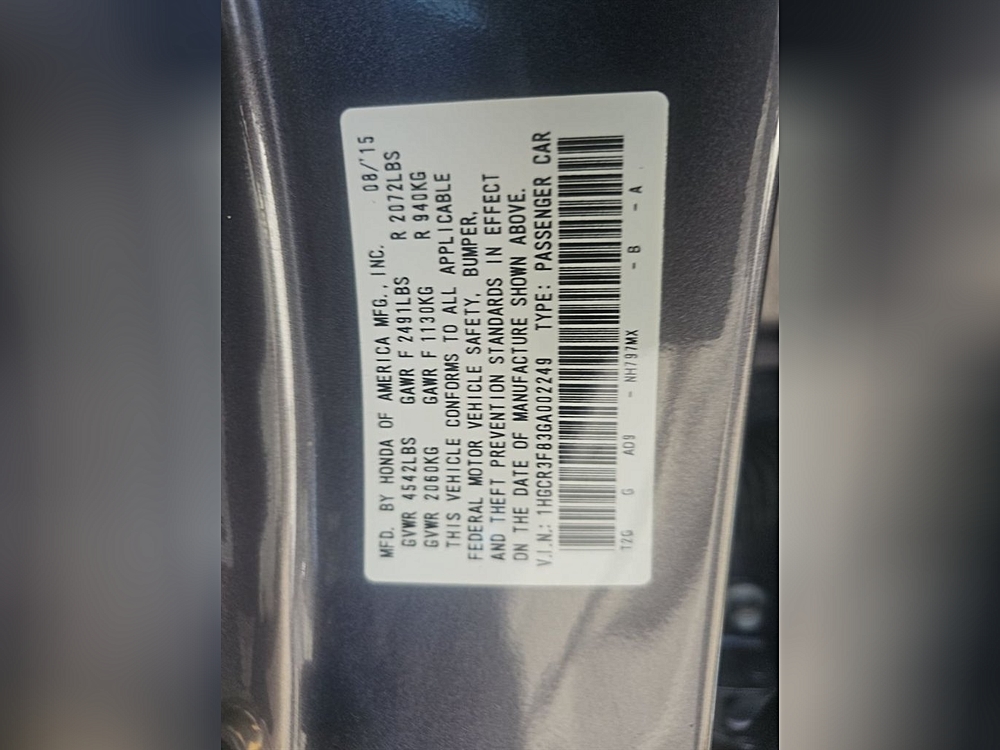 MFD. BY HONDA OF AMERICA MFG., INC. 08/'15
GVWR 4542LBS GAWR F 2491LBS R 2072LBS
GVWR 2060KG GAWR F 1130KG R 940KG
THIS VEHICLE CONFORMS TO ALL APPLICABLE
FEDERAL MOTOR VEHICLE SAFETY, BUMPER,
AND THEFT PREVENTION STANDARDS IN EFFECT
ON THE DATE OF MANUFACTURE SHOWN ABOVE.
V.I.N.: 1HGCR3F83GA002249 TYPE: PASSENGER CAR
T2G G A09 - NH797MX - B - A